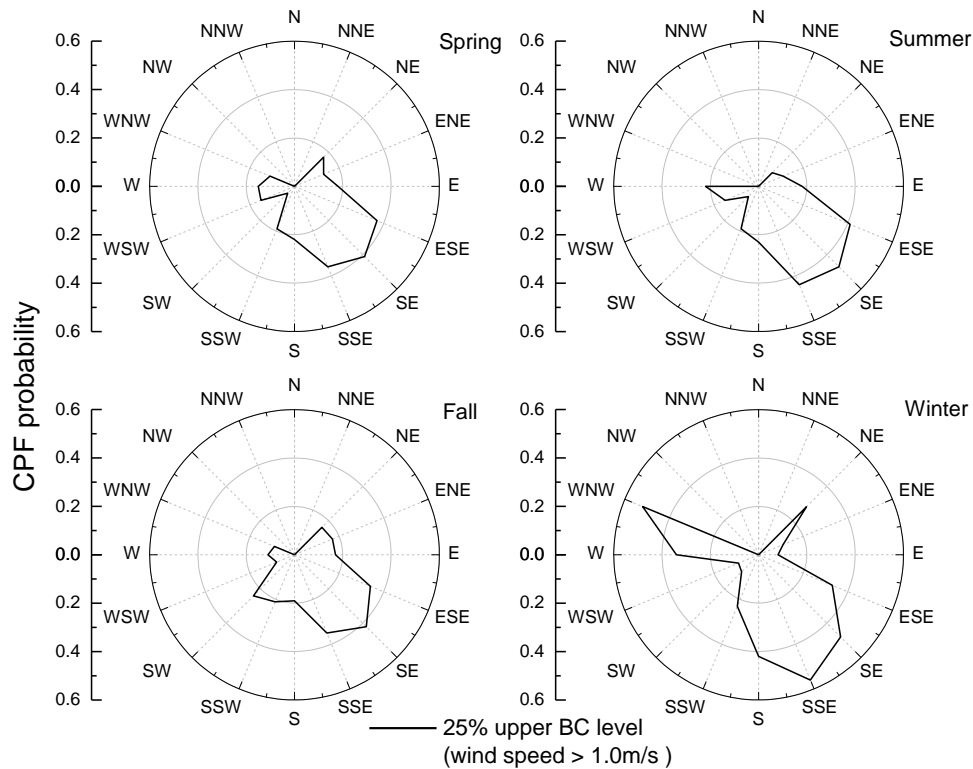 N
NNW
NNE
Spring
NW
NE
WNW
ENE
W
E
WSW
ESE
SW
SE
SSW
SSE
S
0.6
0.4
0.2
0.0
0.2
0.4
0.6
N
NNW
NNE
Summer
NW
NE
WNW
ENE
W
E
WSW
ESE
SW
SE
SSW
SSE
S
0.6
0.4
0.2
0.0
0.2
0.4
0.6
CPF probability
N
NNW
NNE
Fall
NW
NE
WNW
ENE
W
E
WSW
ESE
SW
SE
SSW
SSE
S
0.6
0.4
0.2
0.0
0.2
0.4
0.6
N
NNW
NNE
Winter
NW
NE
WNW
ENE
W
E
WSW
ESE
SW
SE
SSW
SSE
S
0.6
0.4
0.2
0.0
0.2
0.4
0.6
25% upper BC level
(wind speed > 1.0m/s )